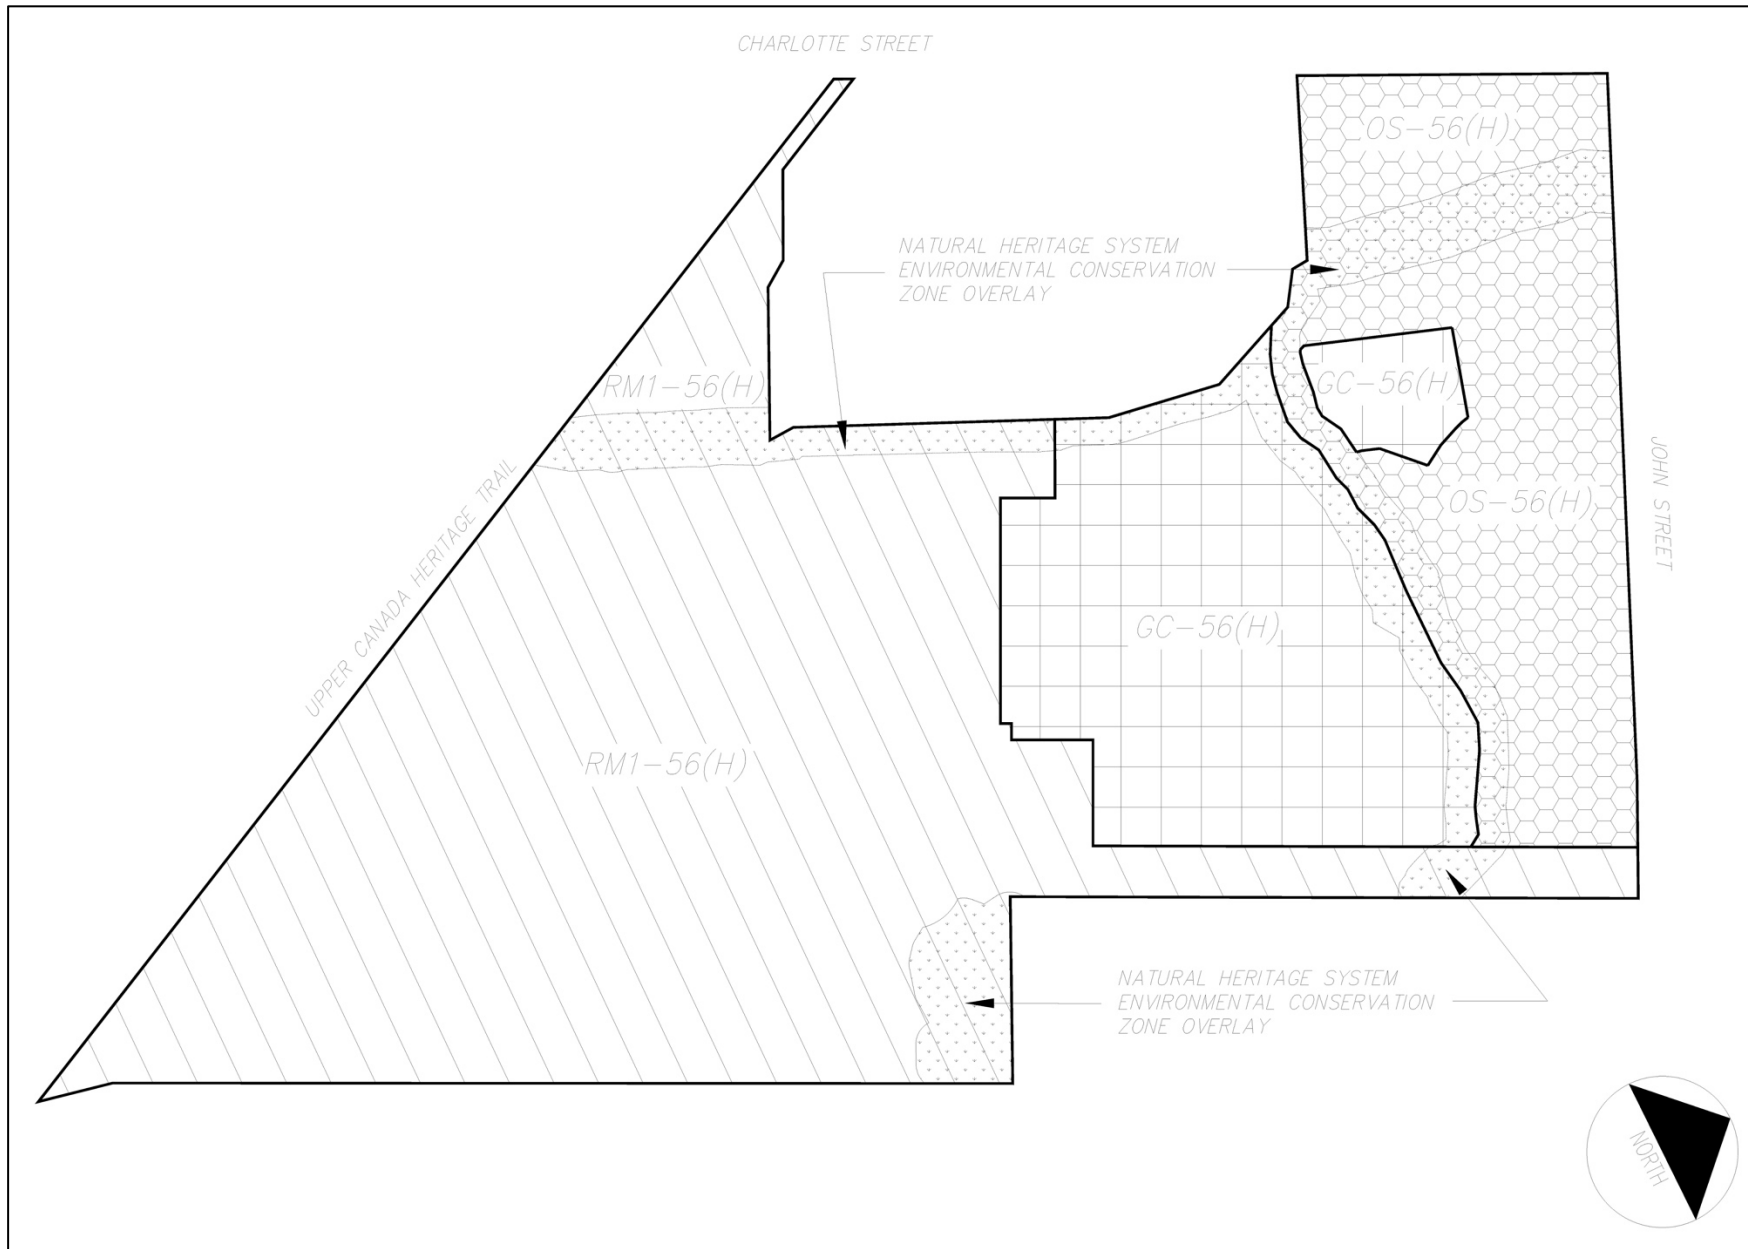 CHARLOTTE STREET
OS-56(H)
NATURAL HERITAGE SYSTEM
ENVIRONMENTAL CONSERVATION
ZONE OVERLAY
RM1-56(H)
GC-56(H)
JOHN STREET
OS-56(H)
UPPER CANADA HERITAGE TRAIL
GC-56(H)
RM1-56(H)
NATURAL HERITAGE SYSTEM
ENVIRONMENTAL CONSERVATION
ZONE OVERLAY
NORTH